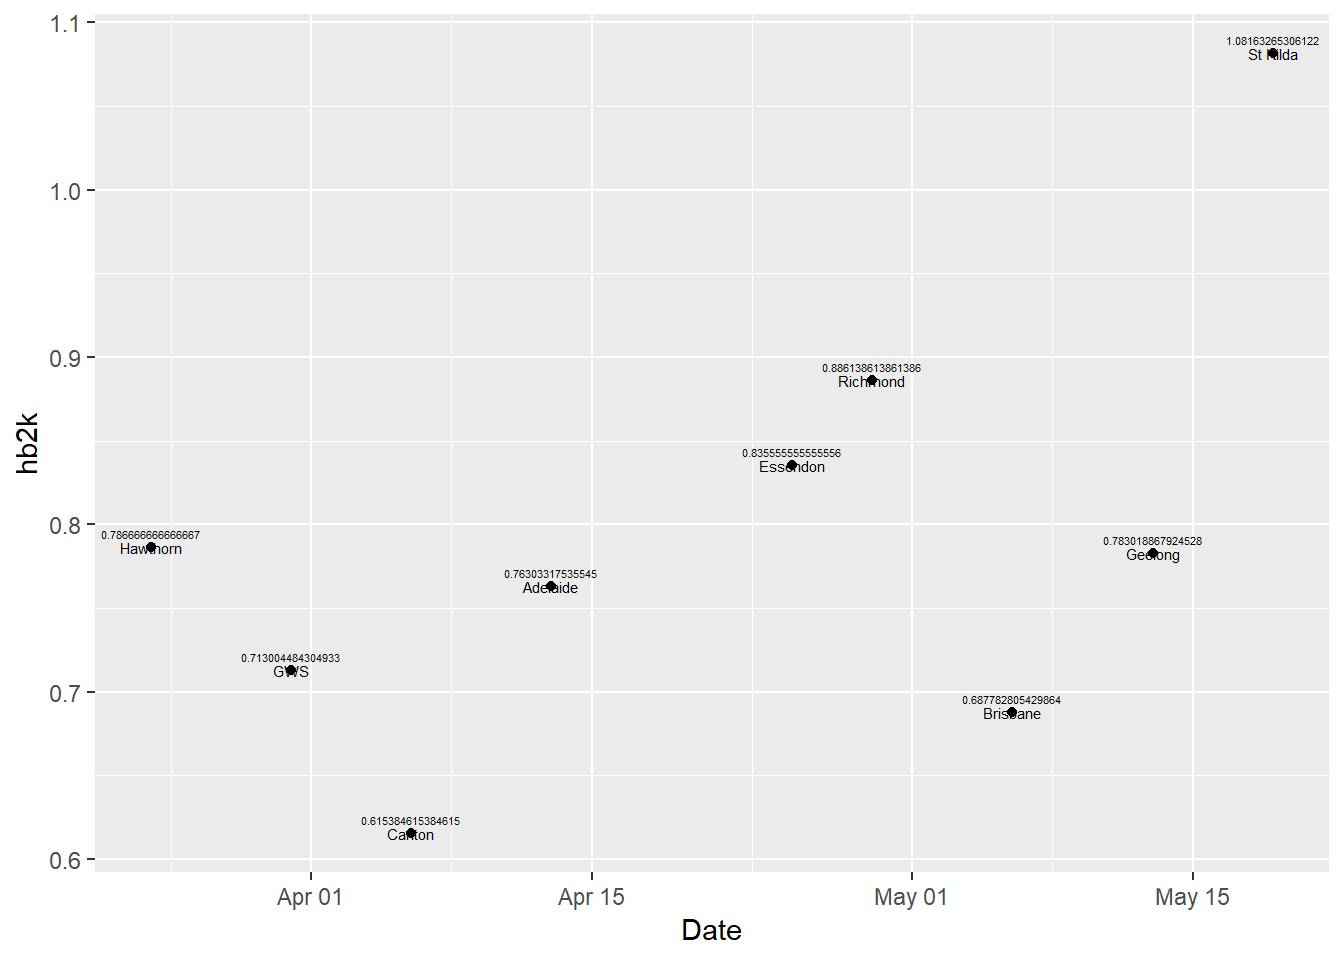 1.1
1.08163265306122
St Kilda
1.0
0.9
0.886138613861386
Richmond
0.835555555555556
Essendon
0.8
0.786666666666667
Hawthorn
0.783018867924528
Geelong
0.76303317535545
Adelaide
0.713004484304933
GWS
0.7
0.687782805429864
Brisbane
0.615384615384615
Carlton
0.6
hb2k
Apr 01
Apr 15
May 01
May 15
Date